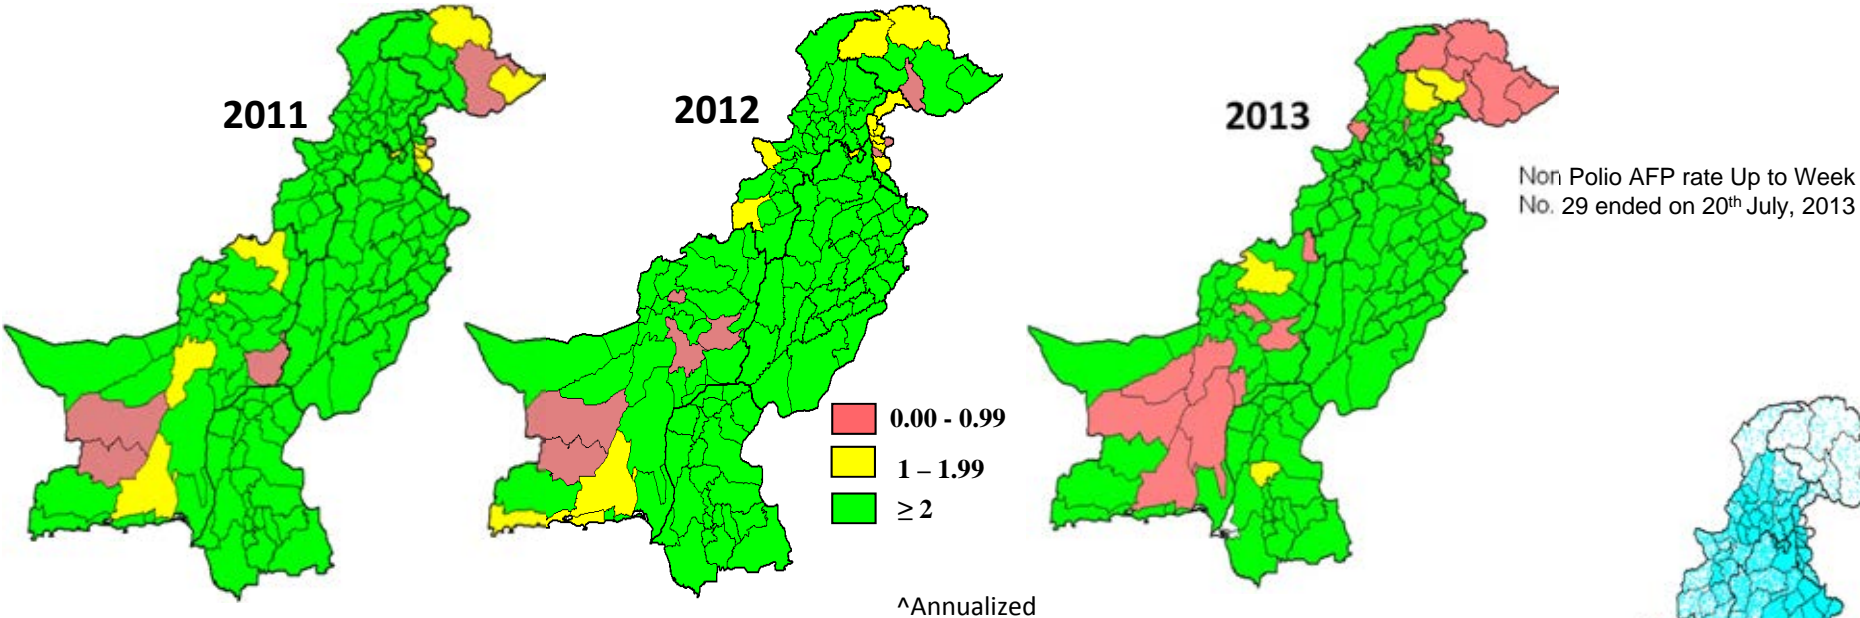 2011
2012
2013
Non Polio AFP rate Up to Week
No. 29 ended on 20th July, 2013
0.00 - 0.99
1 – 1.99
≥ 2
^Annualized